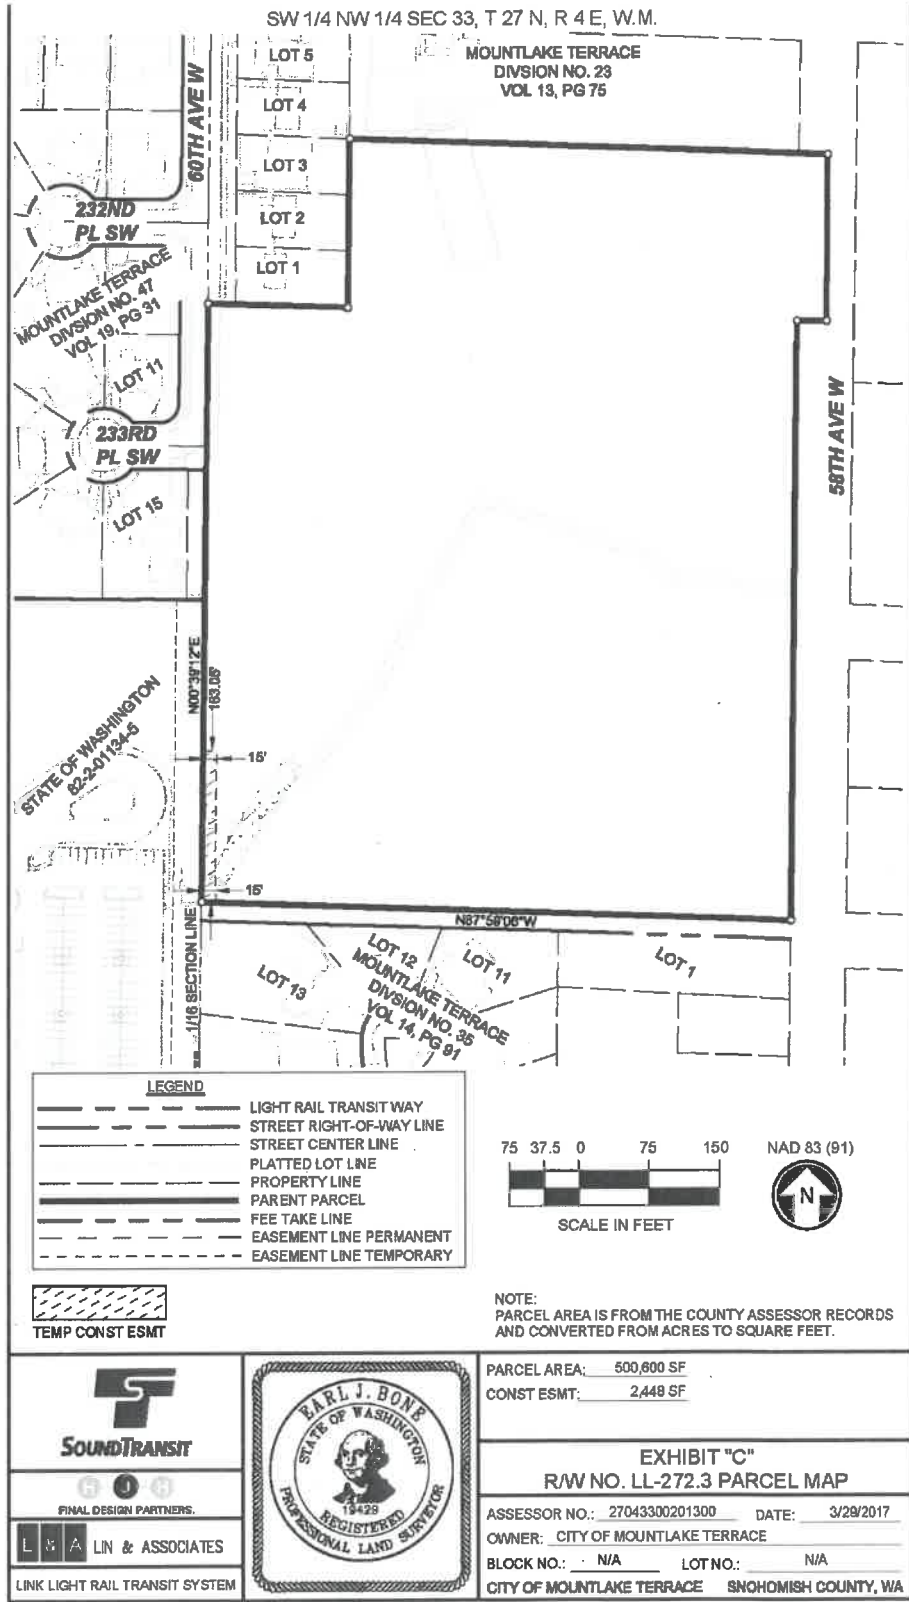 SW 1/4 NW 1/4 SEC 33, T 27 N, R 4 E, W.M.
LOT 5
LOT 4
LOT 3
LOT 2
LOT 1
MOUNTLAKE TERRACE
DIVSION NO. 23
VOL 13, PG 75
60TH AVE W
232ND
PL SW
MOUNTLAKE TERRACE
DIVSION NO. 47
VOL 19, PG 31
LOT 11
233RD
PL SW
LOT 15
58TH AVE W
N00°39'12"E
163.06'
STATE OF WASHINGTON
82-2-01134-5
15'
15'
N87°58'06"W
1/16 SECTION LINE
LOT 13
LOT 12
LOT 11
LOT 1
MOUNTLAKE TERRACE
DIVSION NO. 35
VOL 14, PG 91
LEGEND
LIGHT RAIL TRANSIT WAY
STREET RIGHT-OF-WAY LINE
STREET CENTER LINE
PLATTED LOT LINE
PROPERTY LINE
PARENT PARCEL
FEE TAKE LINE
EASEMENT LINE PERMANENT
EASEMENT LINE TEMPORARY
75 37.5 0 75 150
SCALE IN FEET
NAD 83 (91)
N
TEMP CONST ESMT
NOTE:
PARCEL AREA IS FROM THE COUNTY ASSESSOR RECORDS
AND CONVERTED FROM ACRES TO SQUARE FEET.
SOUNDTRANSIT
H J H
FINAL DESIGN PARTNERS.
L & A LIN & ASSOCIATES
LINK LIGHT RAIL TRANSIT SYSTEM
EARL J. BONE
STATE OF WASHINGTON
19429
REGISTERED
PROFESSIONAL LAND SURVEYOR
PARCEL AREA: 500,600 SF
CONST ESMT: 2,448 SF
EXHIBIT "C"
R/W NO. LL-272.3 PARCEL MAP
ASSESSOR NO.: 27043300201300 DATE: 3/29/2017
OWNER: CITY OF MOUNTLAKE TERRACE
BLOCK NO.: N/A LOT NO.: N/A
CITY OF MOUNTLAKE TERRACE SNOHOMISH COUNTY, WA